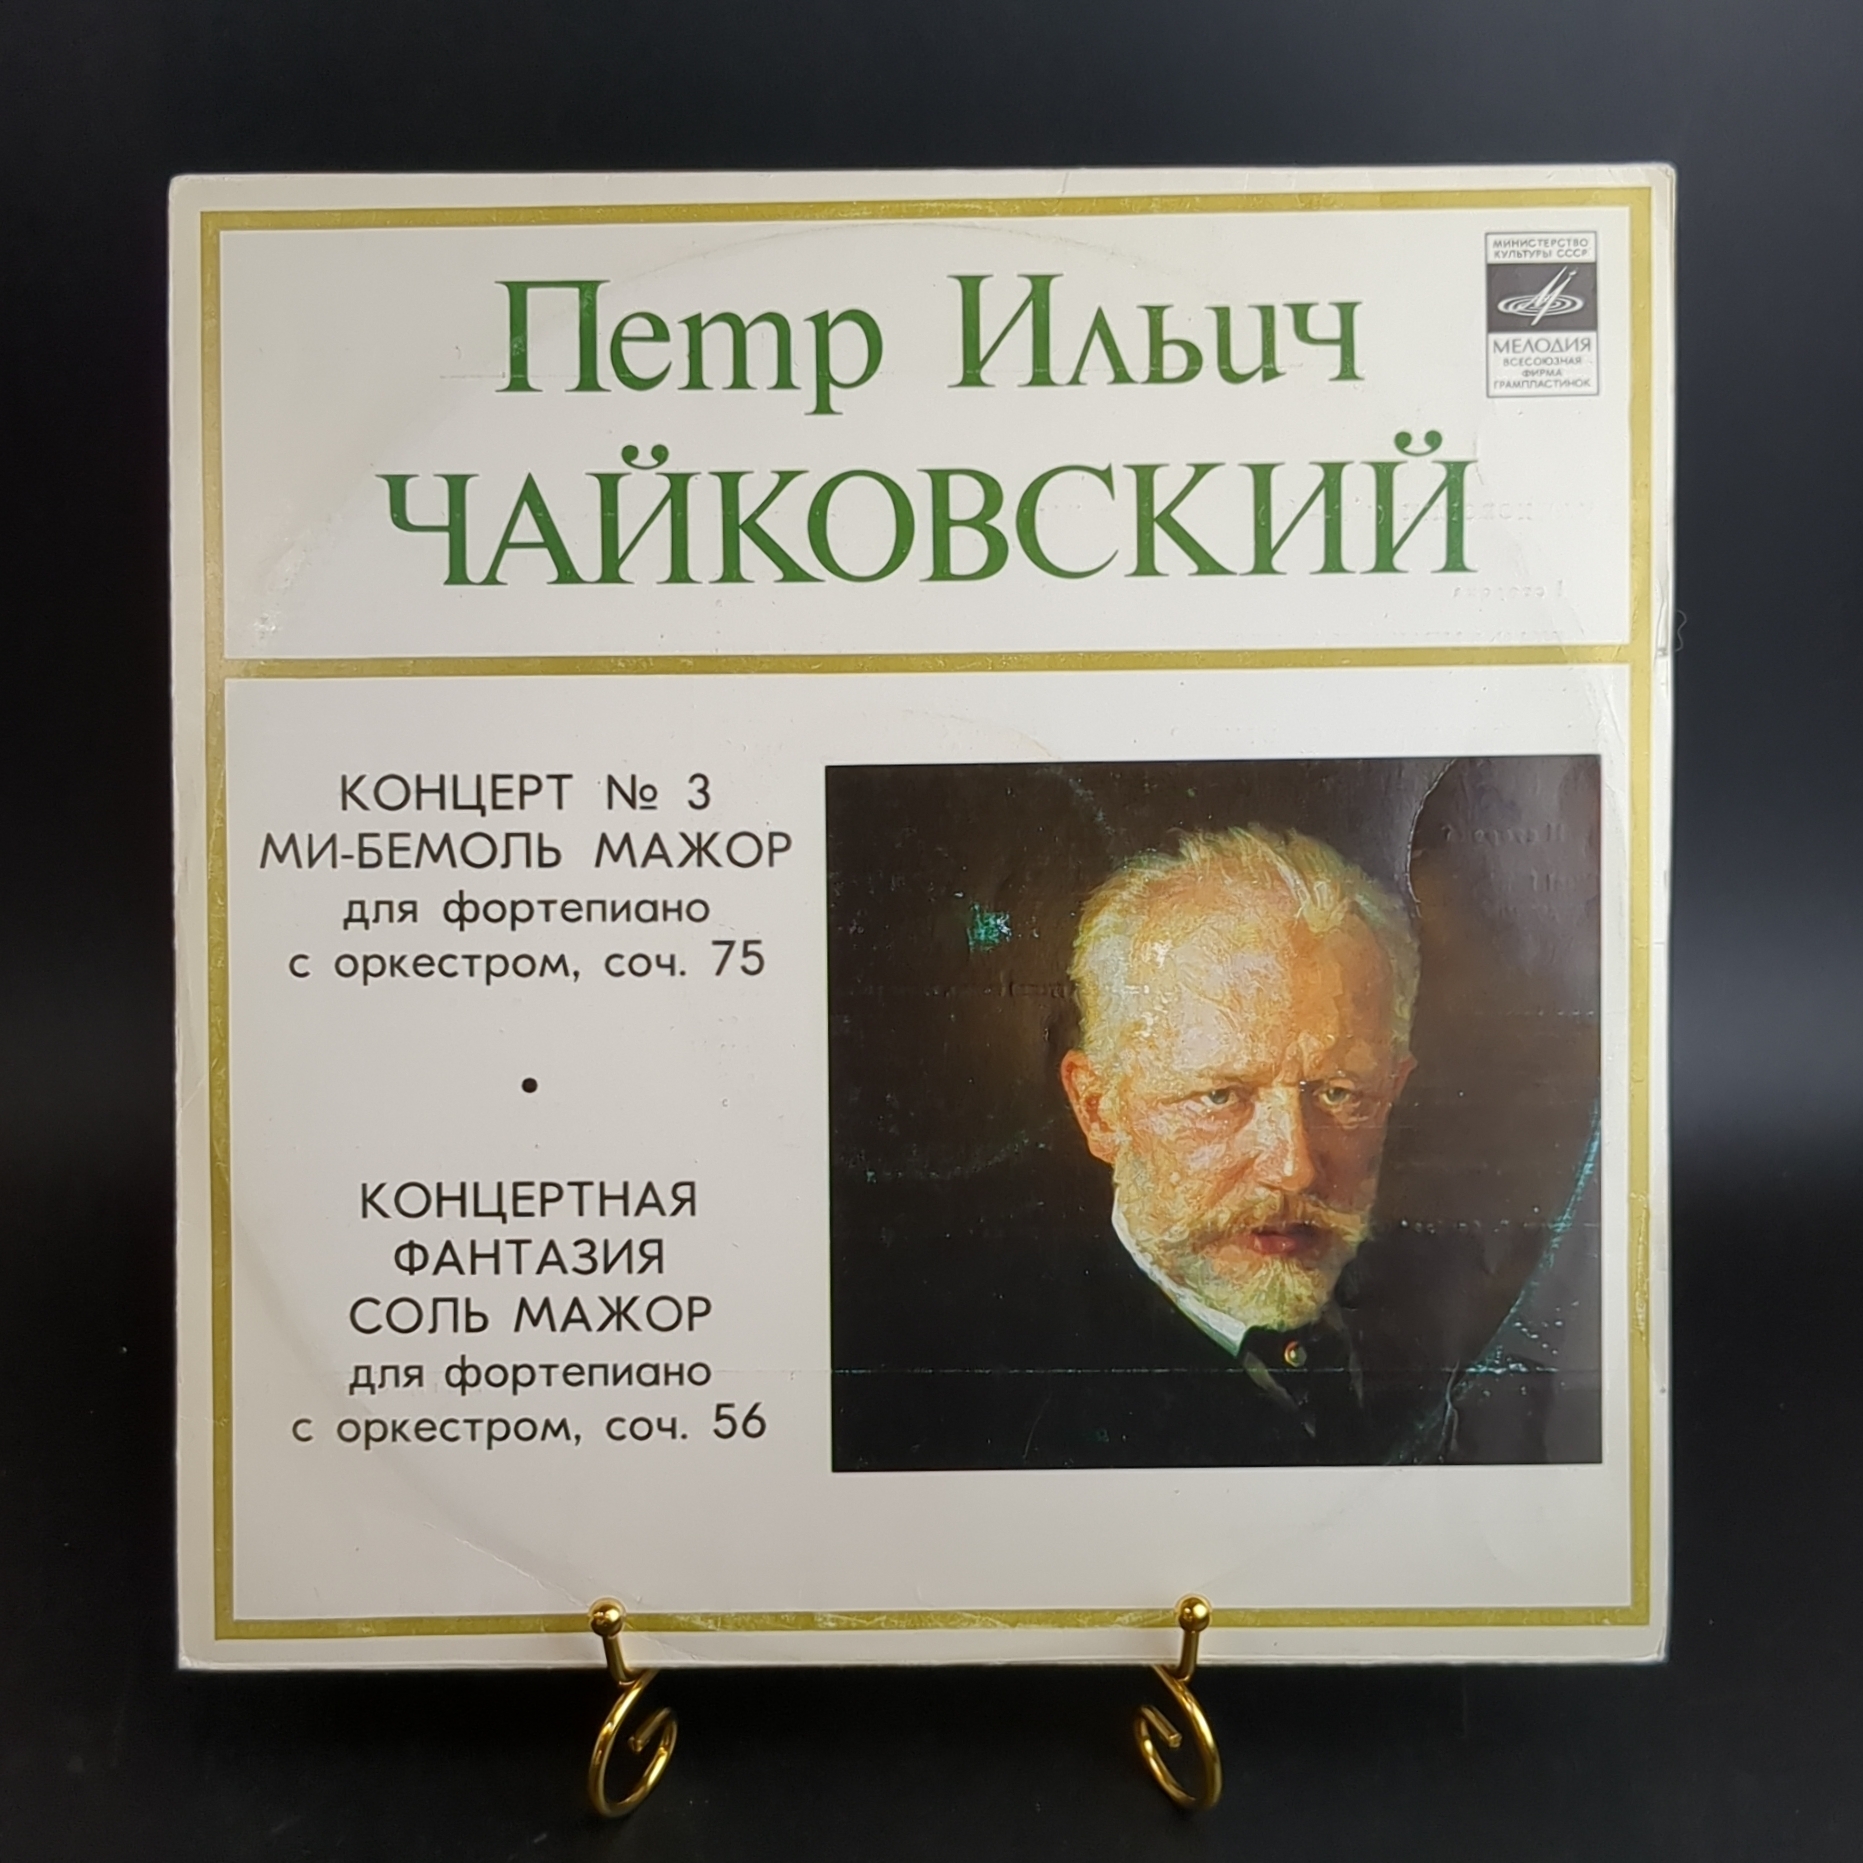 Петр Ильич
ЧАЙКОВСКИЙ
МИНИСТЕРСТВО
КУЛЬТУРЫ СССР
МЕЛОДИЯ
ВСЕСОЮЗНАЯ
ФИРМА
ГРАМПЛАСТИНОК
КОНЦЕРТ № 3
МИ-БЕМОЛЬ МАЖОР
для фортепиано
с оркестром, соч. 75
•
КОНЦЕРТНАЯ
ФАНТАЗИЯ
СОЛЬ МАЖОР
для фортепиано
с оркестром, соч. 56